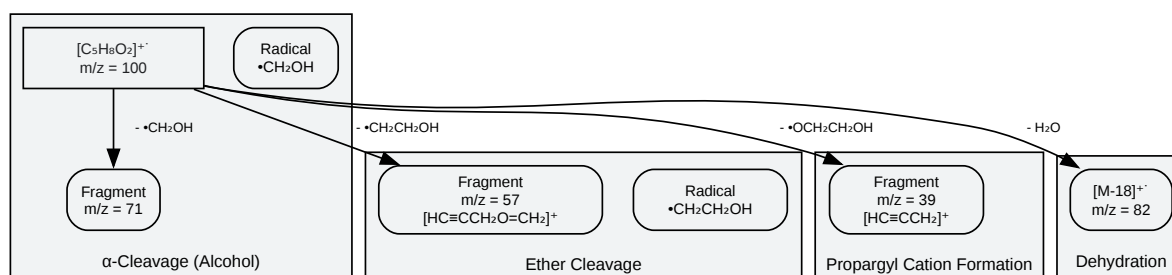 [C₅H₈O₂]⁺˙
m/z = 100
Radical
•CH₂OH
- •CH₂OH
- •CH₂CH₂OH
- •OCH₂CH₂OH
- H₂O
Fragment
m/z = 71
Fragment
m/z = 57
[HC≡CCH₂O=CH₂]⁺
Radical
•CH₂CH₂OH
Fragment
m/z = 39
[HC≡CCH₂]⁺
[M-18]⁺˙
m/z = 82
α-Cleavage (Alcohol)
Ether Cleavage
Propargyl Cation Formation
Dehydration